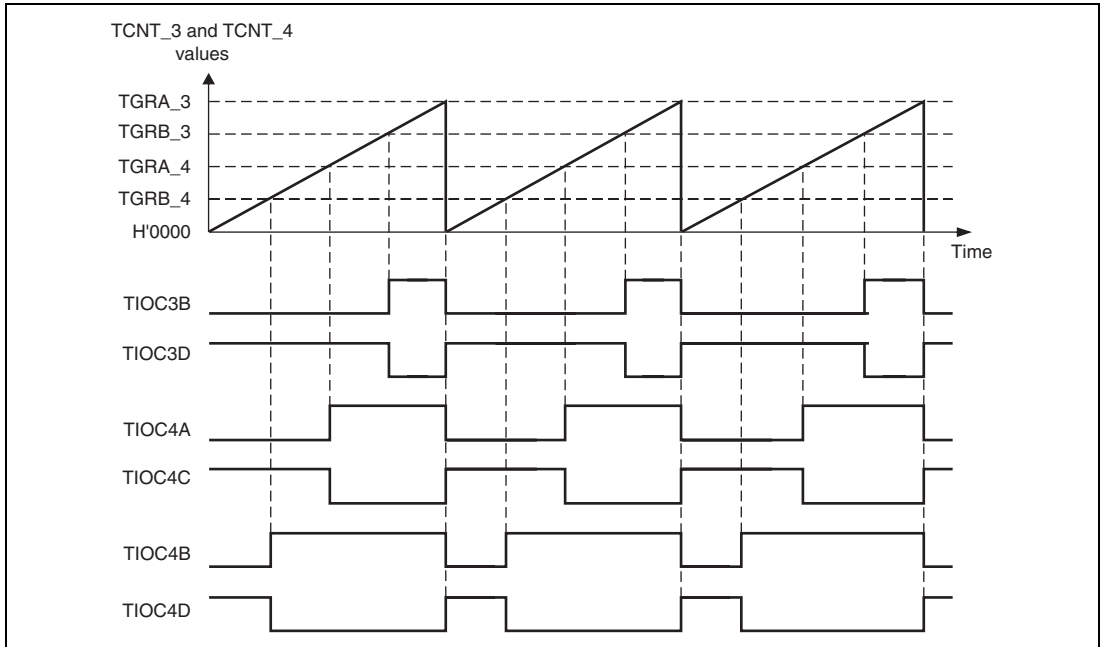 TCNT_3 and TCNT_4
values
TGRA_3
TGRB_3
TGRA_4
TGRB_4
H'0000
Time
TIOC3B
TIOC3D
TIOC4A
TIOC4C
TIOC4B
TIOC4D